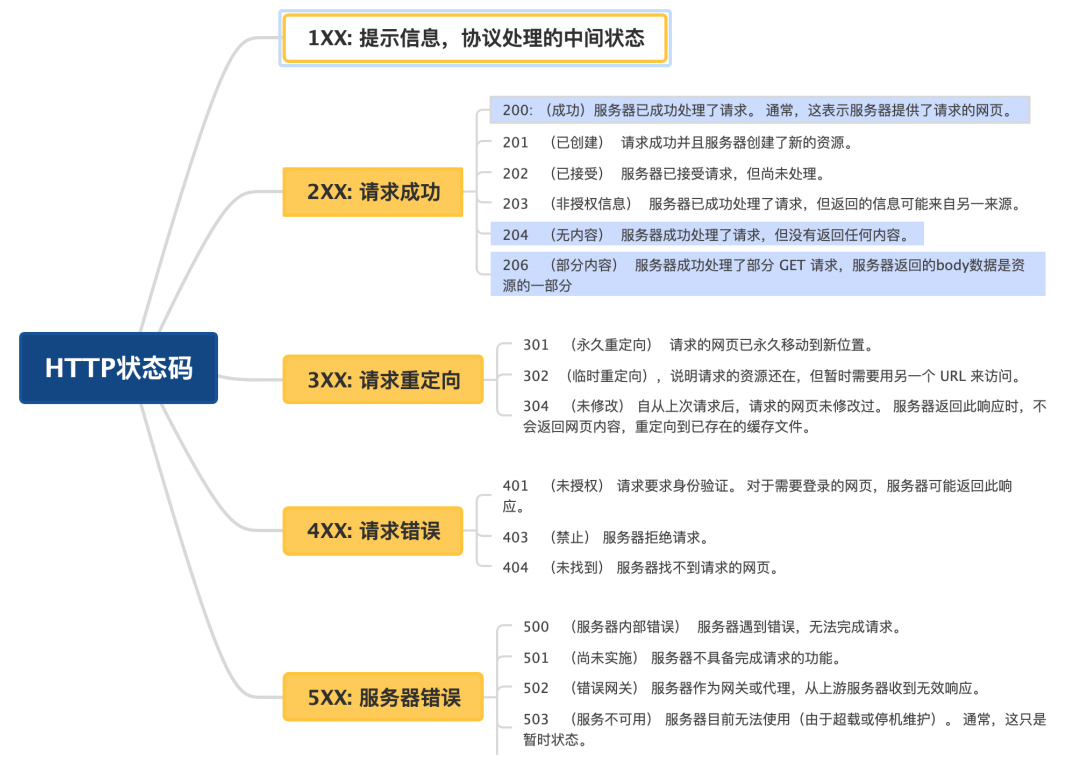 1XX: 提示信息，协议处理的中间状态
200: （成功）服务器已成功处理了请求。 通常，这表示服务器提供了请求的网页。
201 （已创建） 请求成功并且服务器创建了新的资源。
202 （已接受） 服务器已接受请求，但尚未处理。
2XX: 请求成功
203 （非授权信息） 服务器已成功处理了请求，但返回的信息可能来自另一来源。
204 （无内容） 服务器成功处理了请求，但没有返回任何内容。
206 （部分内容） 服务器成功处理了部分 GET 请求，服务器返回的body数据是资
源的一部分
HTTP状态码
301 （永久重定向） 请求的网页已永久移动到新位置。
3XX: 请求重定向
302 （临时重定向），说明请求的资源还在，但暂时需要用另一个 URL 来访问。
304 （未修改） 自从上次请求后，请求的网页未修改过。 服务器返回此响应时，不
会返回网页内容，重定向到已存在的缓存文件。
401 （未授权） 请求要求身份验证。 对于需要登录的网页，服务器可能返回此响
应。
4XX: 请求错误
403 （禁止） 服务器拒绝请求。
404 （未找到） 服务器找不到请求的网页。
500 （服务器内部错误） 服务器遇到错误，无法完成请求。
501 （尚未实施） 服务器不具备完成请求的功能。
5XX: 服务器错误
502 （错误网关） 服务器作为网关或代理，从上游服务器收到无效响应。
503 （服务不可用） 服务器目前无法使用（由于超载或停机维护）。 通常，这只是
暂时状态。